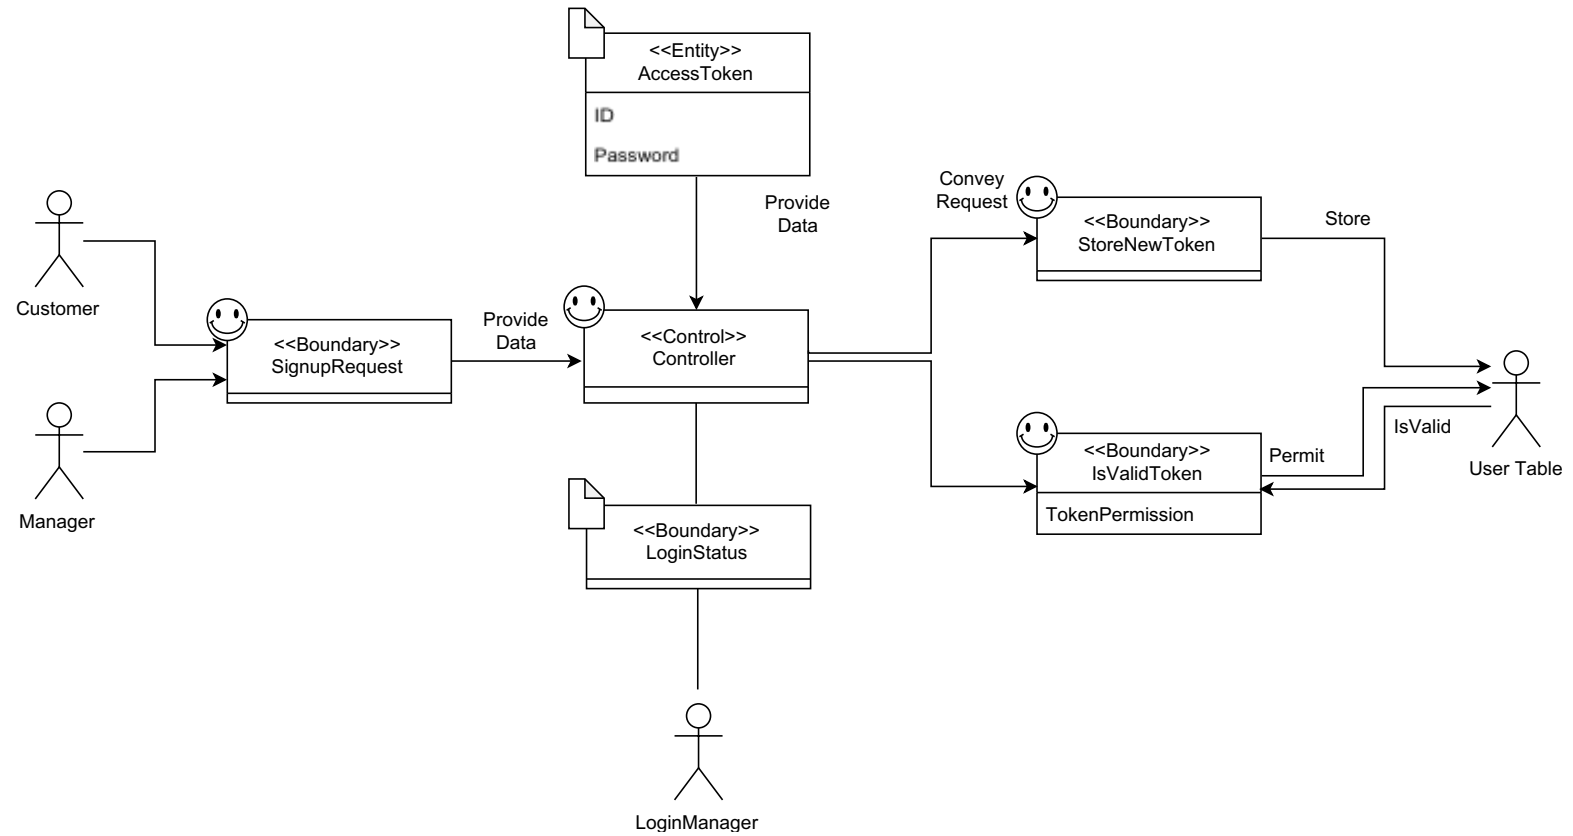 <<Entity>>
AccessToken
ID
Password
Provide
Data
Convey
Request
<<Boundary>>
StoreNewToken
Store
Customer
<<Boundary>>
SignupRequest
Provide
Data
<<Control>>
Controller
Manager
<<Boundary>>
IsValidToken
TokenPermission
Permit
IsValid
User Table
<<Boundary>>
LoginStatus
LoginManager